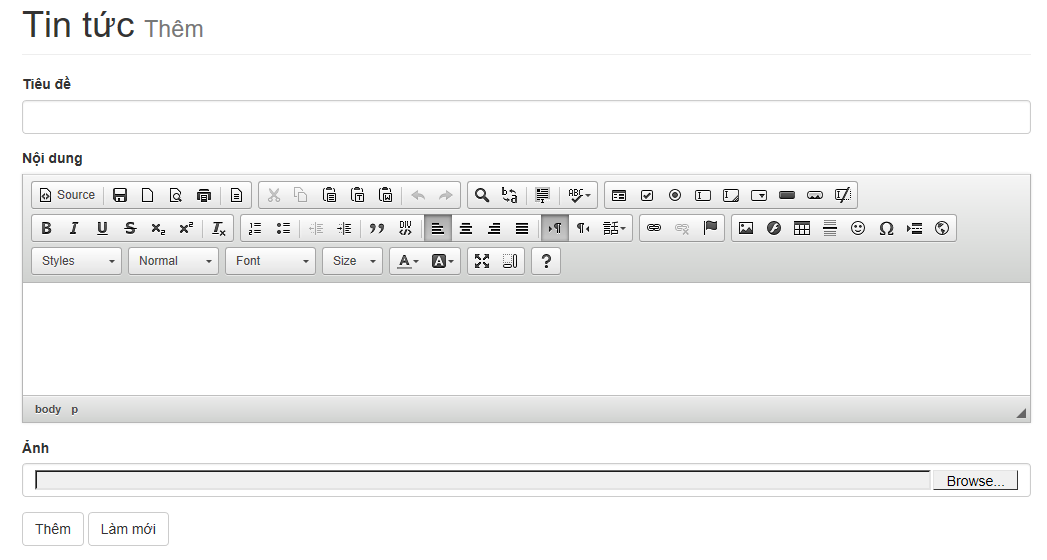 Tin tức Thêm
Tiêu đề
Nội dung
Source
Styles Normal Font Size ?
body p
Ảnh
Browse...
Thêm Làm mới